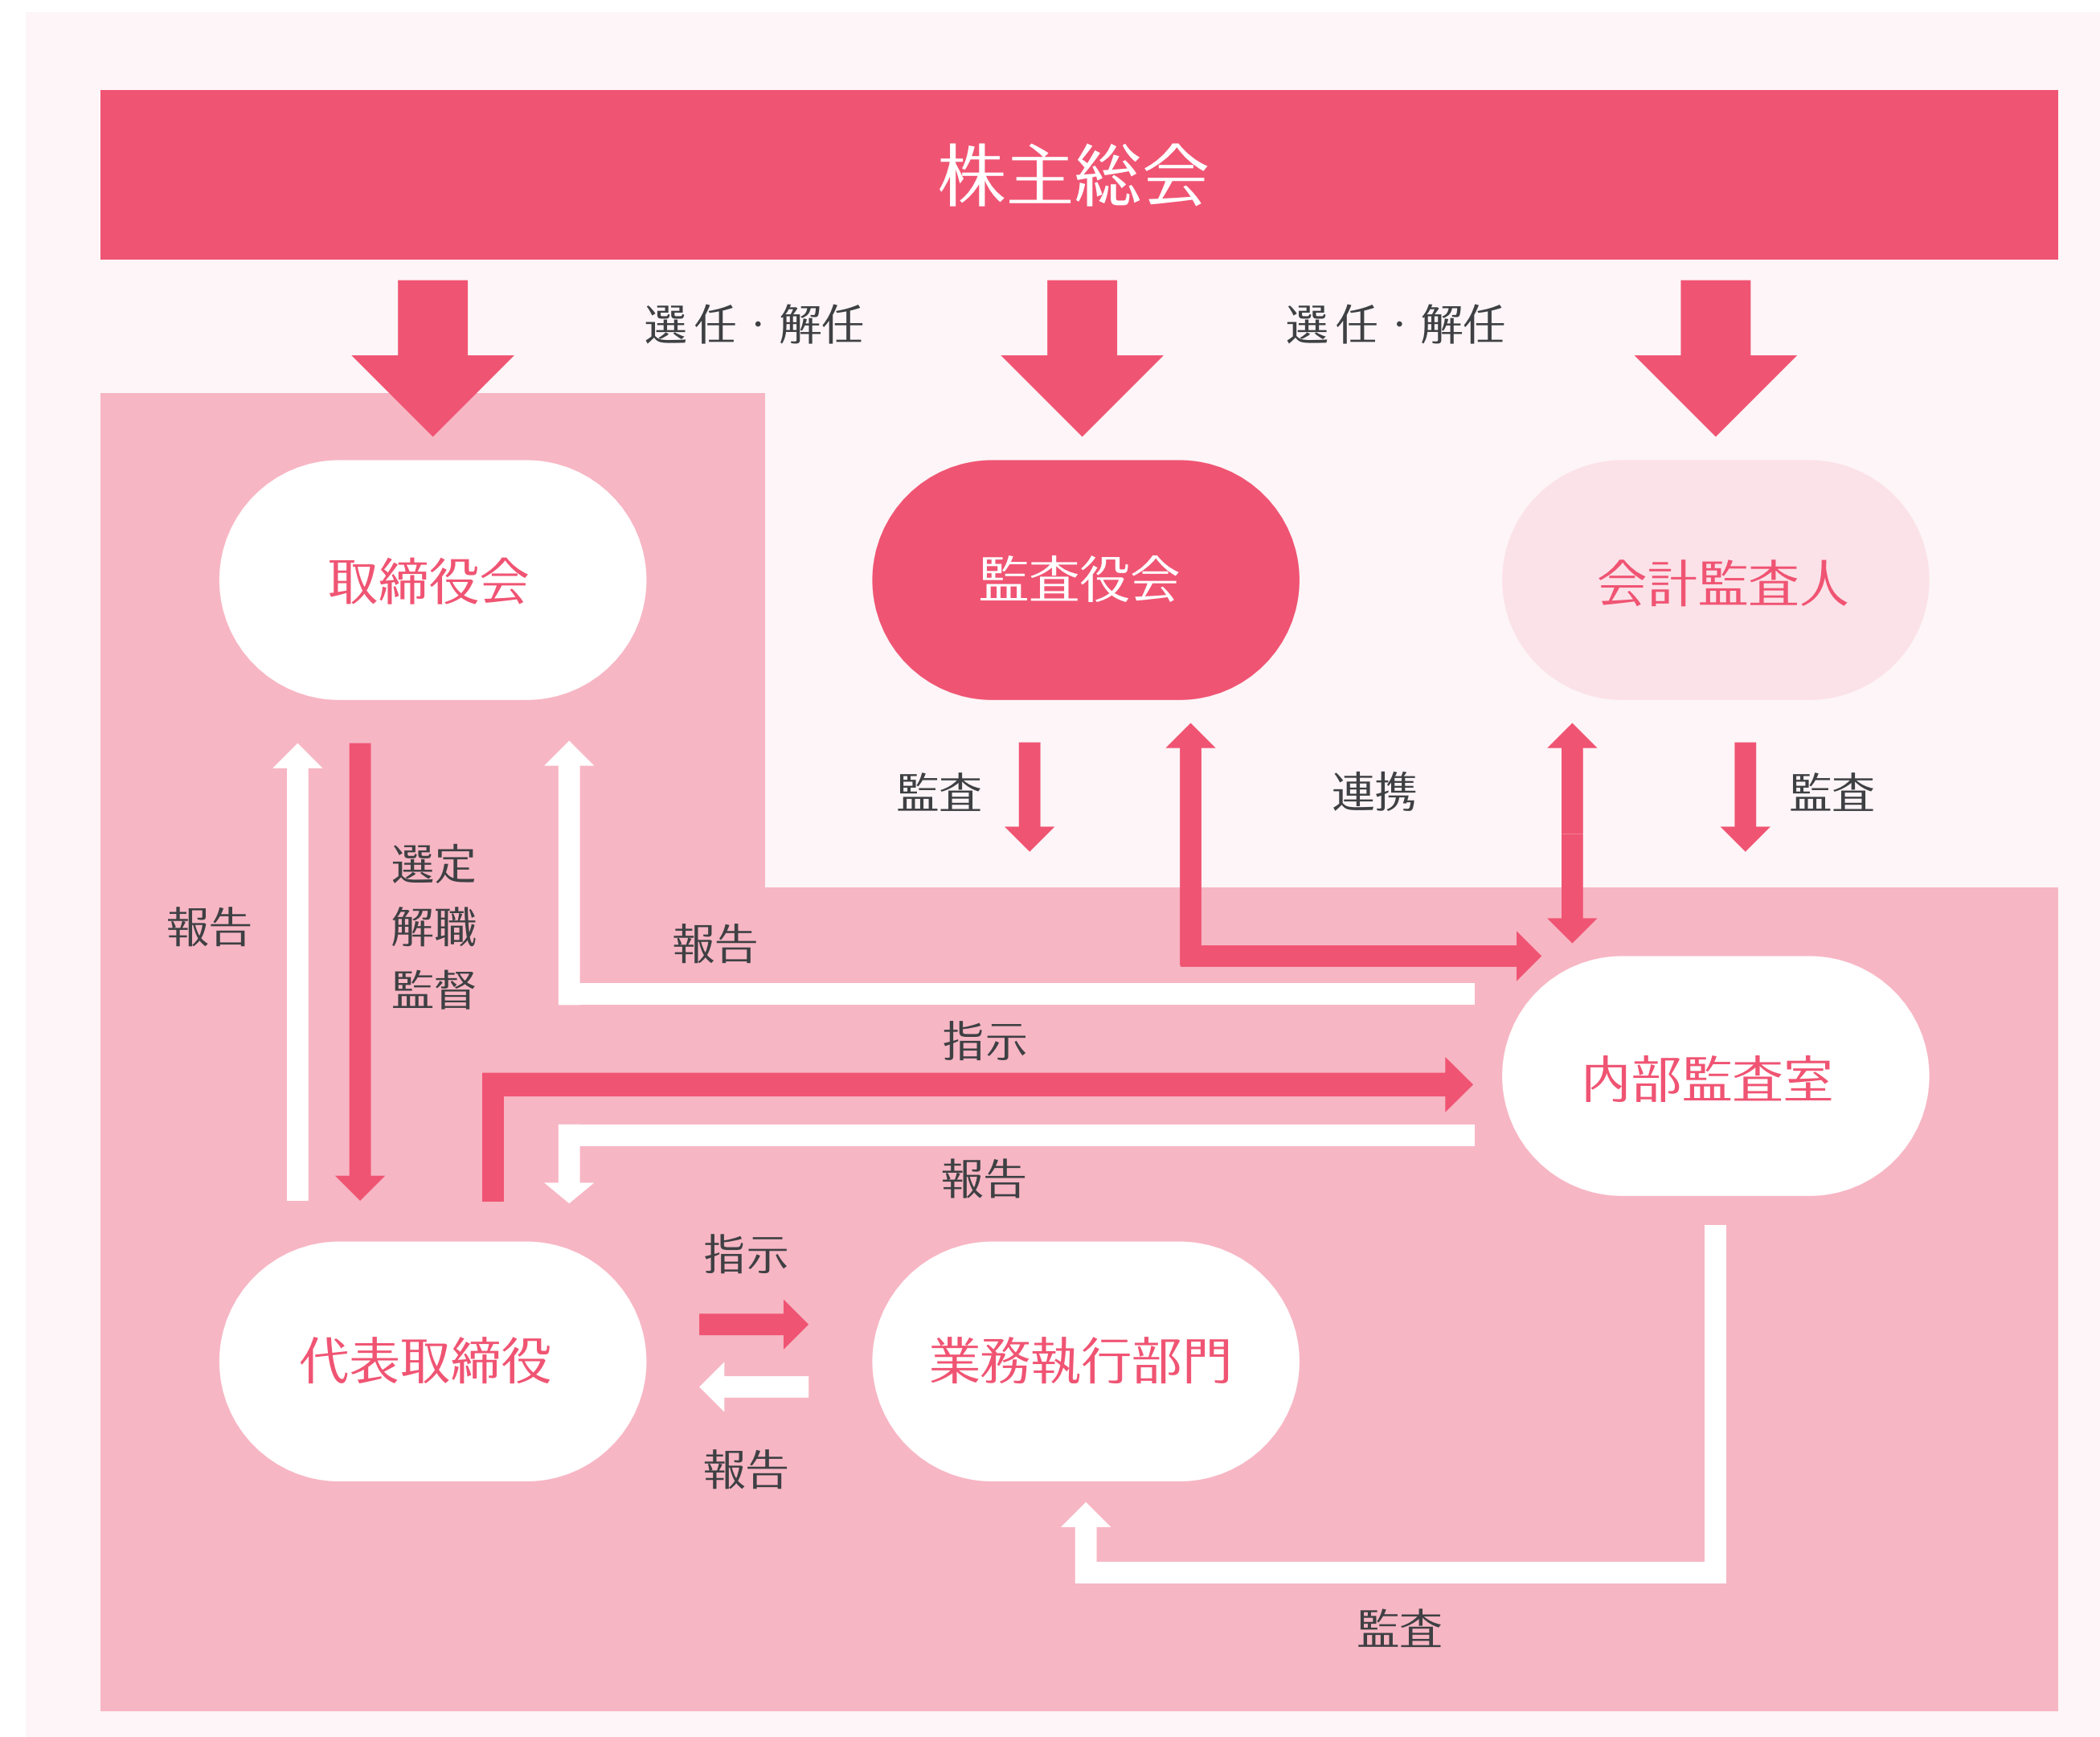 株主総会
選任・解任
選任・解任
取締役会
監査役会
会計監査人
監査
連携
監査
選定
解職
監督
報告
報告
指示
内部監査室
報告
指示
代表取締役
業務執行部門
報告
監査